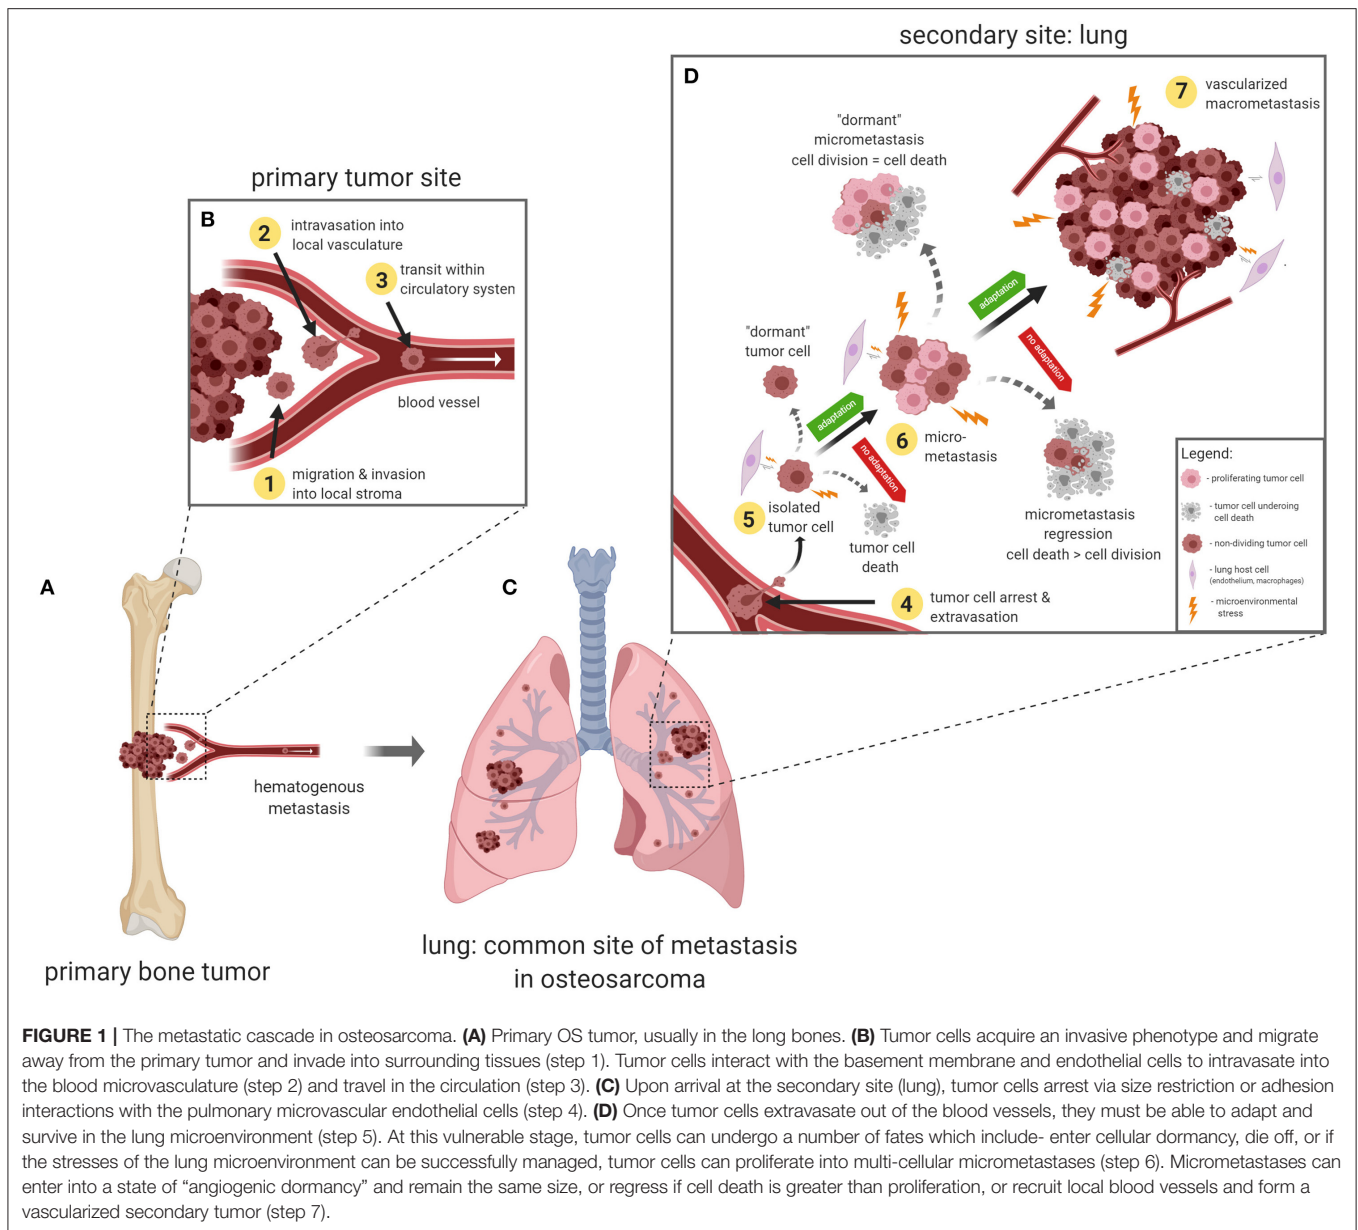 secondary site: lung
D
7
vascularized
macrometastasis
"dormant"
micrometastasis
cell division = cell death
primary tumor site
B
2
intravasation into
local vasculature
3
transit within
circulatory systen
blood vessel
1
migration & invasion
into local stroma
adaptation
no adaptation
"dormant"
tumor cell
adaptation
no adaptation
6
micro-
metastasis
5
isolated
tumor cell
tumor cell
death
micrometastasis
regression
cell death > cell division
4
tumor cell arrest &
extravasation
Legend:
- proliferating tumor cell
- tumor cell underoing
cell death
- non-dividing tumor cell
- lung host cell
(endothelium, macrophages)
- microenvironmental
stress
A
C
hematogenous
metastasis
primary bone tumor
lung: common site of metastasis
in osteosarcoma
FIGURE 1 | The metastatic cascade in osteosarcoma. (A) Primary OS tumor, usually in the long bones. (B) Tumor cells acquire an invasive phenotype and migrate
away from the primary tumor and invade into surrounding tissues (step 1). Tumor cells interact with the basement membrane and endothelial cells to intravasate into
the blood microvasculature (step 2) and travel in the circulation (step 3). (C) Upon arrival at the secondary site (lung), tumor cells arrest via size restriction or adhesion
interactions with the pulmonary microvascular endothelial cells (step 4). (D) Once tumor cells extravasate out of the blood vessels, they must be able to adapt and
survive in the lung microenvironment (step 5). At this vulnerable stage, tumor cells can undergo a number of fates which include- enter cellular dormancy, die off, or if
the stresses of the lung microenvironment can be successfully managed, tumor cells can proliferate into multi-cellular micrometastases (step 6). Micrometastases can
enter into a state of “angiogenic dormancy” and remain the same size, or regress if cell death is greater than proliferation, or recruit local blood vessels and form a
vascularized secondary tumor (step 7).